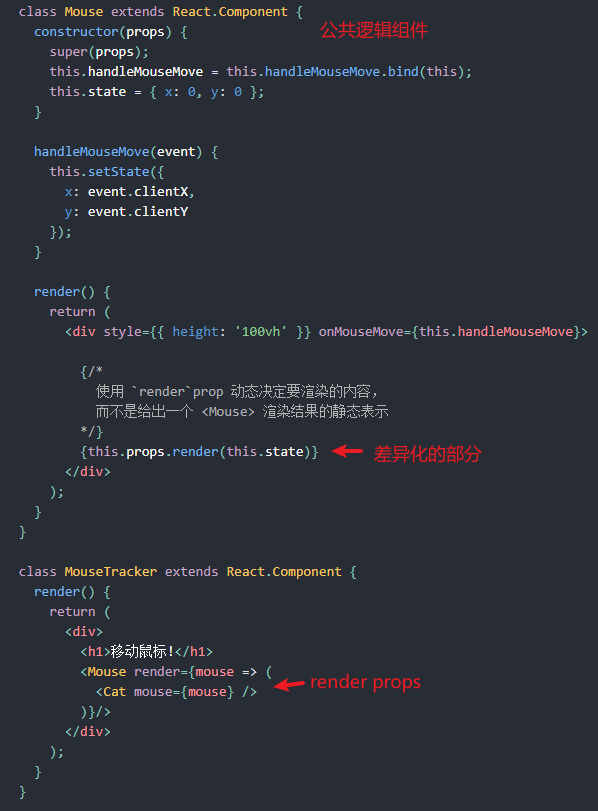 class Mouse extends React.Component {
constructor(props) { 公共逻辑组件
super(props);
this.handleMouseMove = this.handleMouseMove.bind(this);
this.state = { x: 0, y: 0 };
}
handleMouseMove(event) {
this.setState({
x: event.clientX,
y: event.clientY
});
}
render() {
return (
<div style={{ height: '100vh' }} onMouseMove={this.handleMouseMove}>
{/*
使用 `render`prop 动态决定要渲染的内容，
而不是给出一个 <Mouse> 渲染结果的静态表示
*/}
{this.props.render(this.state)} 差异化的部分
</div>
);
}
}
class MouseTracker extends React.Component {
render() {
return (
<div>
<h1>移动鼠标!</h1>
<Mouse render={mouse => (
<Cat mouse={mouse} /> render props
)}/>
</div>
);
}
}